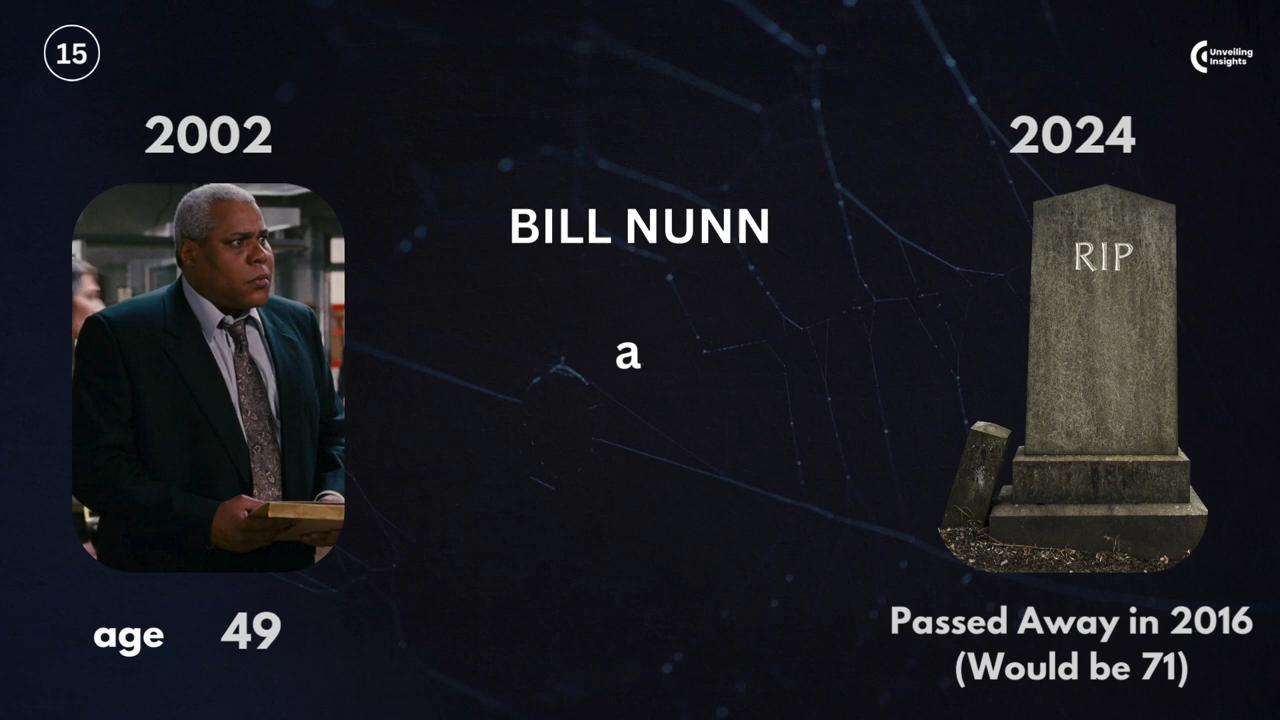 15
Unveiling
Insights
2002
2024
BILL NUNN
RIP
a
age 49
Passed Away in 2016
(Would be 71)